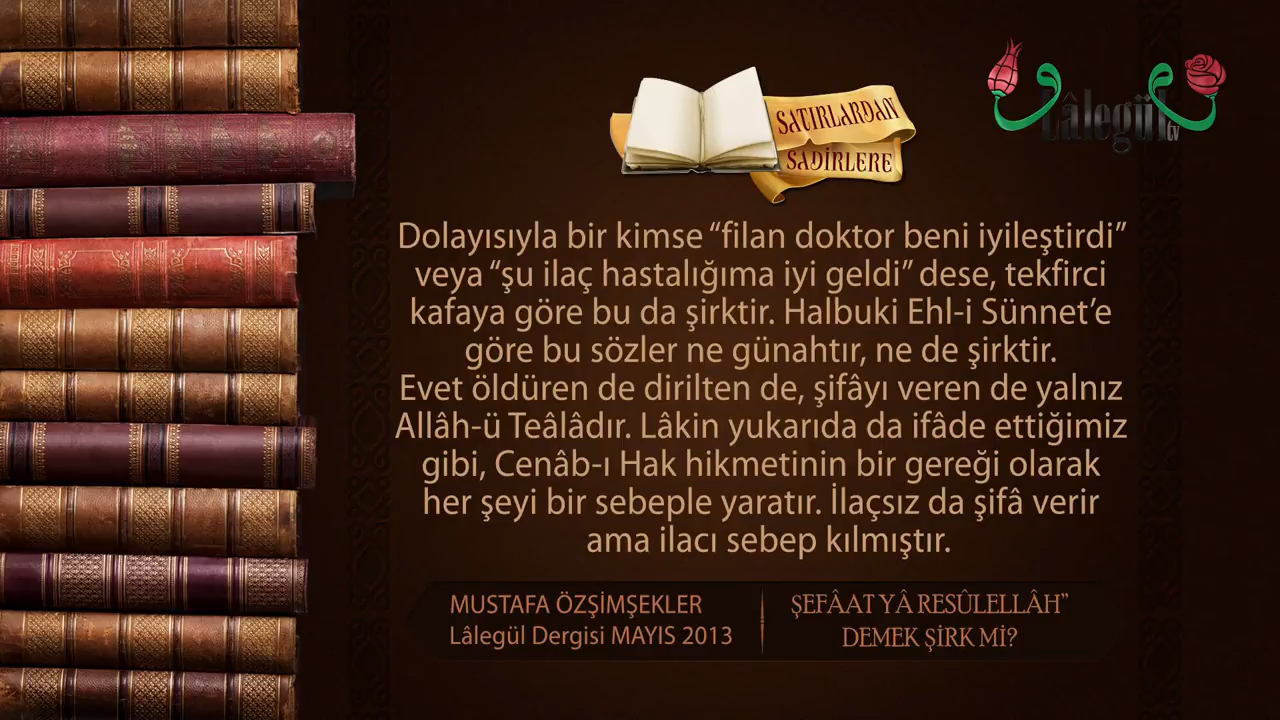 SATIRLARDAN
SADİRLERE
Lâlegül
tv
Dolayısıyla bir kimse “filan doktor beni iyileştirdi”
veya “şu ilaç hastalığıma iyi geldi” dese, tekfirci
kafaya göre bu da şirktir. Halbuki Ehl-i Sünnet’e
göre bu sözler ne günahtır, ne de şirktir.
Evet öldüren de dirilten de, şifâyı veren de yalnız
Allâh-ü Teâlâdır. Lâkin yukarıda da ifâde ettiğimiz
gibi, Cenâb-ı Hak hikmetinin bir gereği olarak
her şeyi bir sebeple yaratır. İlaçsız da şifâ verir
ama ilacı sebep kılmıştır.
MUSTAFA ÖZŞİMŞEKLER
Lâlegül Dergisi MAYIS 2013
ŞEFÂAT YÂ RESÛLELLÂH”
DEMEK ŞİRK Mİ?